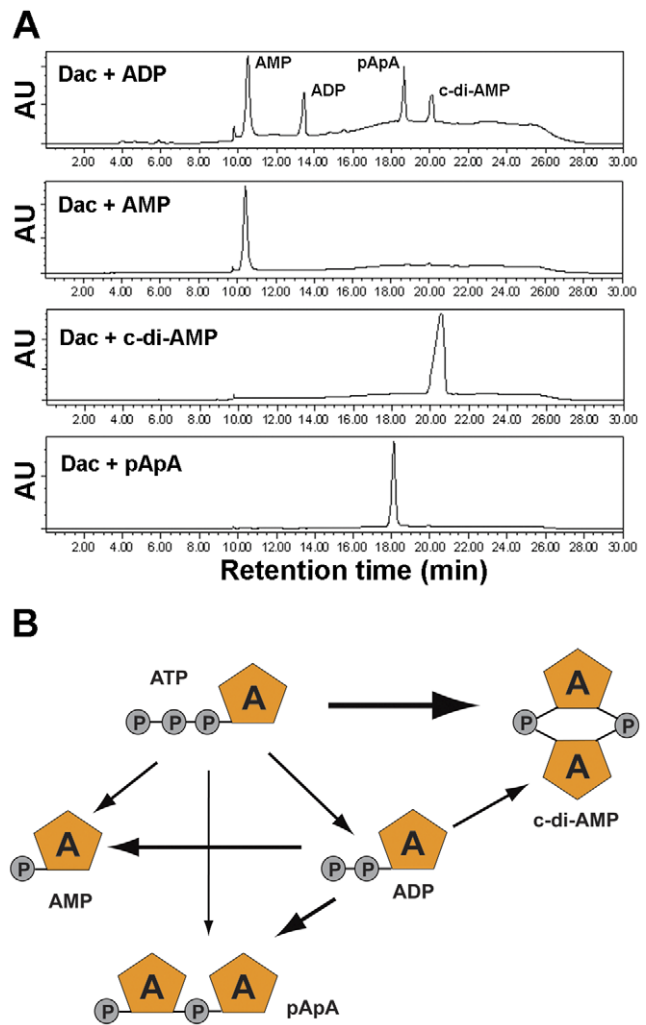 A
AU
Dac + ADP
AMP
ADP
pApA
c-di-AMP
2.00 4.00 6.00 8.00 10.00 12.00 14.00 16.00 18.00 20.00 22.00 24.00 26.00 28.00 30.00
AU
Dac + AMP
2.00 4.00 6.00 8.00 10.00 12.00 14.00 16.00 18.00 20.00 22.00 24.00 26.00 28.00 30.00
AU
Dac + c-di-AMP
2.00 4.00 6.00 8.00 10.00 12.00 14.00 16.00 18.00 20.00 22.00 24.00 26.00 28.00 30.00
AU
Dac + pApA
2.00 4.00 6.00 8.00 10.00 12.00 14.00 16.00 18.00 20.00 22.00 24.00 26.00 28.00 30.00
Retention time (min)
B
ATP
P P P A
A
P P
A
c-di-AMP
P A
AMP
P P A
ADP
P A P A
pApA